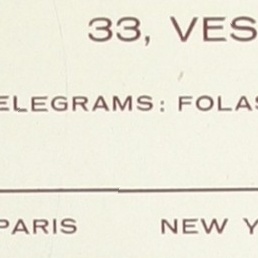 33, VES
ELEGRAMS: FOLAS
PARIS NEW Y